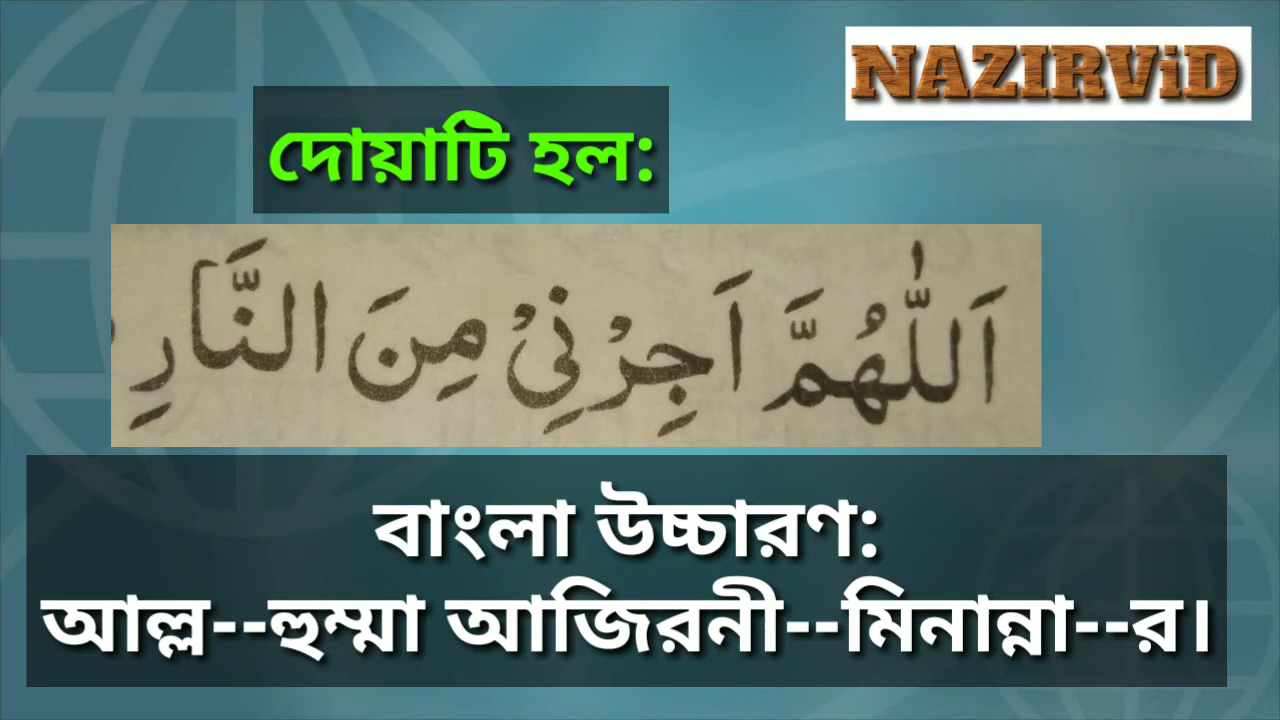 NAZIRViD
দোয়াটি হল:
اَللّٰهُمَّ اَجِرْنِیْ مِنَ النَّارِ
বাংলা উচ্চারণ:
আল্ল--হুম্মা আজিরনী--মিনান্না--র।